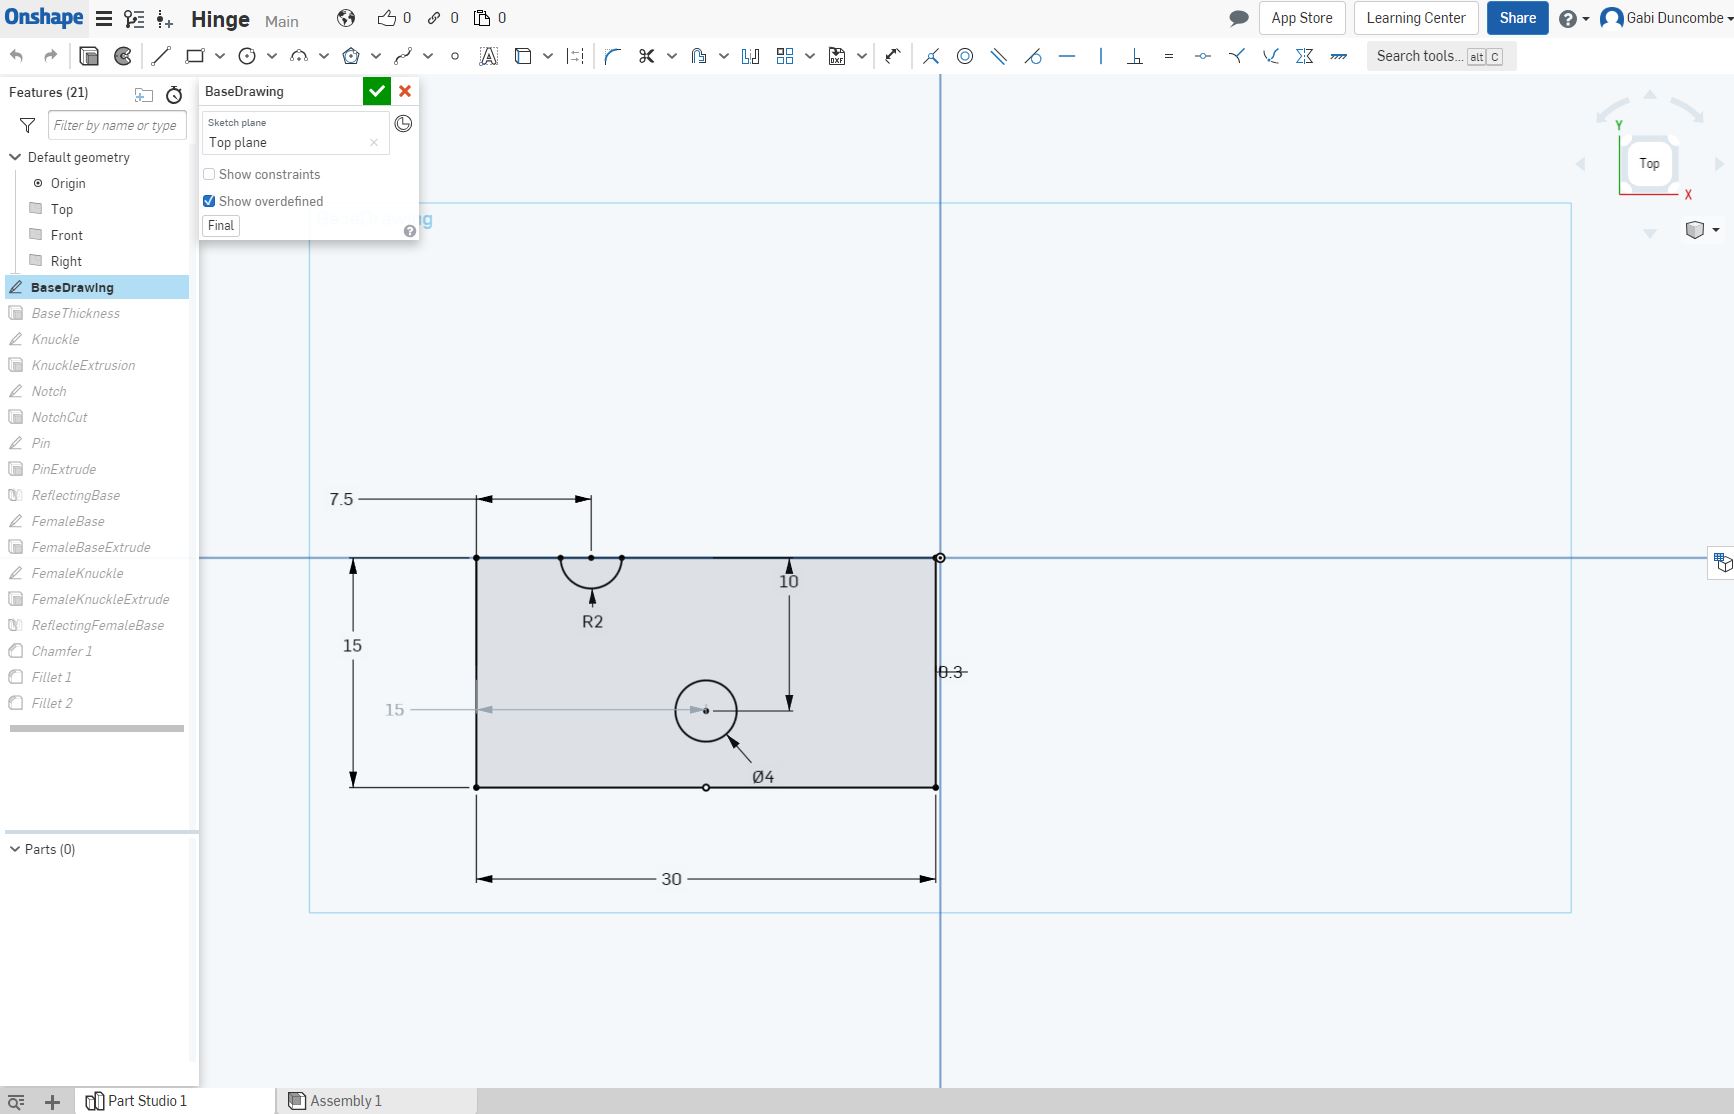 Onshape Hinge Main 0 0 0 App Store Learning Center Share ? Gabi Duncombe
Search tools... alt C
Features (21)
Filter by name or type
Default geometry
Origin
Top
Front
Right
BaseDrawing
BaseThickness
Knuckle
KnuckleExtrusion
Notch
NotchCut
Pin
PinExtrude
ReflectingBase
FemaleBase
FemaleBaseExtrude
FemaleKnuckle
FemaleKnuckleExtrude
ReflectingFemaleBase
Chamfer 1
Fillet 1
Fillet 2
Parts (0)
BaseDrawing
Sketch plane
Top plane
Show constraints
Show overdefined
Final
BaseDrawing
Y
Top
X
7.5
10
R2
15
0.3
15
Ø4
30
Part Studio 1
Assembly 1